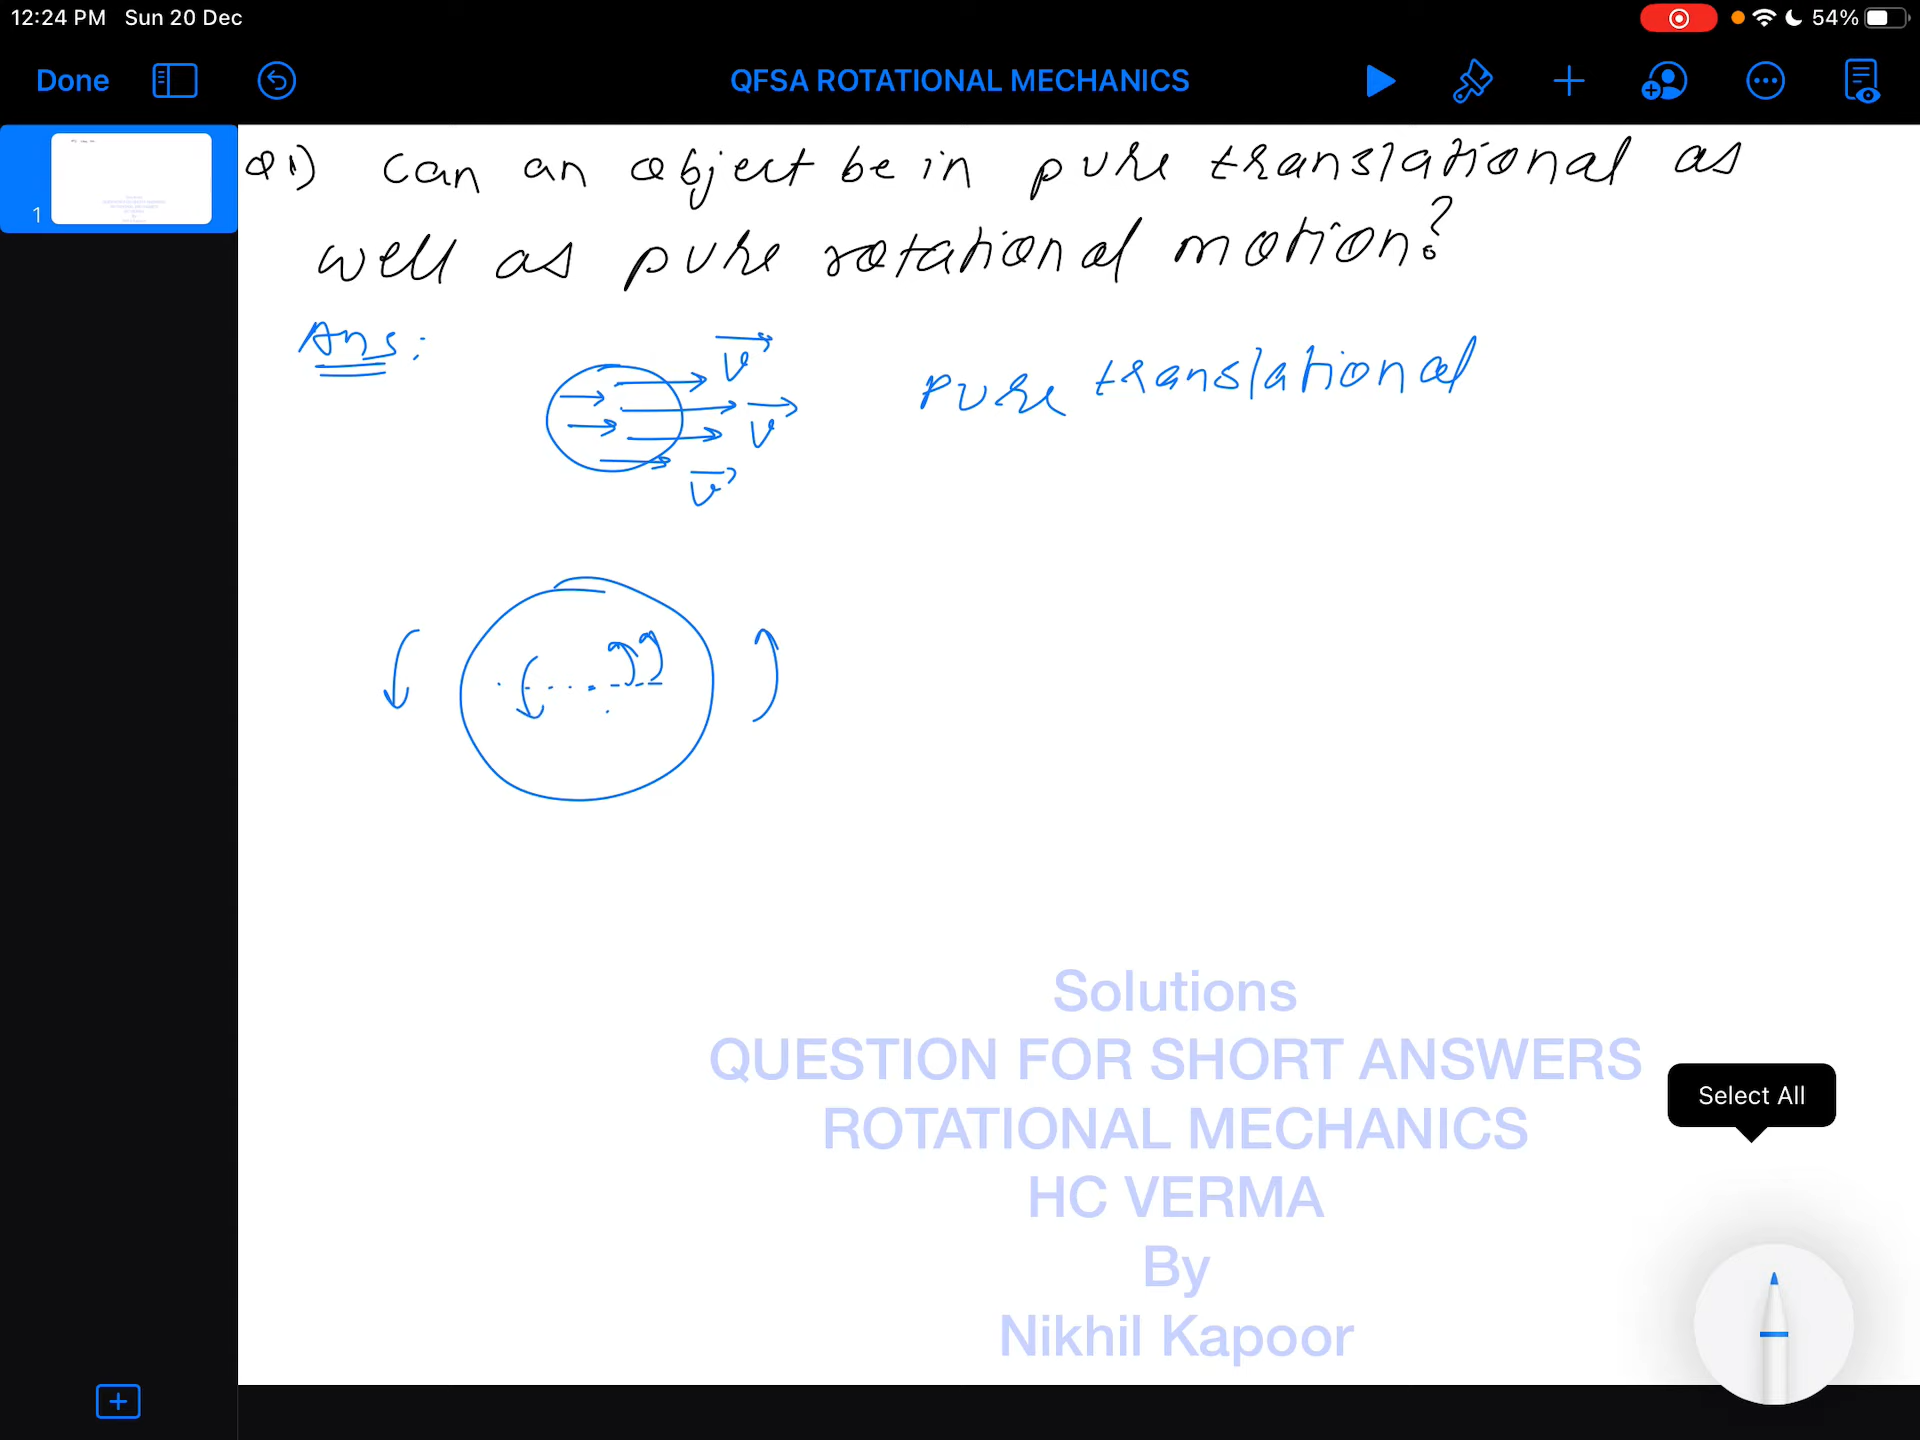 12:24 PM Sun 20 Dec
54%
Done
QFSA ROTATIONAL MECHANICS
1
Q1) can an object be in pure translational as
well as pure rotational motion?
Ans:
v
v
v
pure translational
Solutions
QUESTION FOR SHORT ANSWERS
ROTATIONAL MECHANICS
HC VERMA
By
Nikhil Kapoor
Select All